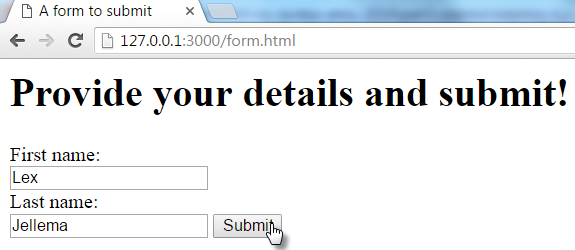 A form to submit
127.0.0.1:3000/form.html
Provide your details and submit!
First name:
Lex
Last name:
Jellema Submit